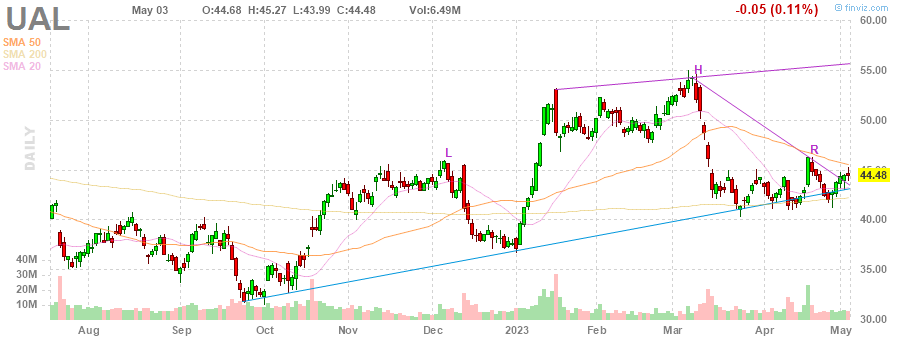 UAL May 03 O:44.68 H:45.27 L:43.99 C:44.48 Vol:6.49M -0.05 (0.11%) © finviz.com
60.00
SMA 50
SMA 200
SMA 20
H
55.00
50.00
DAILY
L
R
45.00
44.48
40.00
40M
30M
35.00
20M
10M
30.00
Aug Sep Oct Nov Dec 2023 Feb Mar Apr May